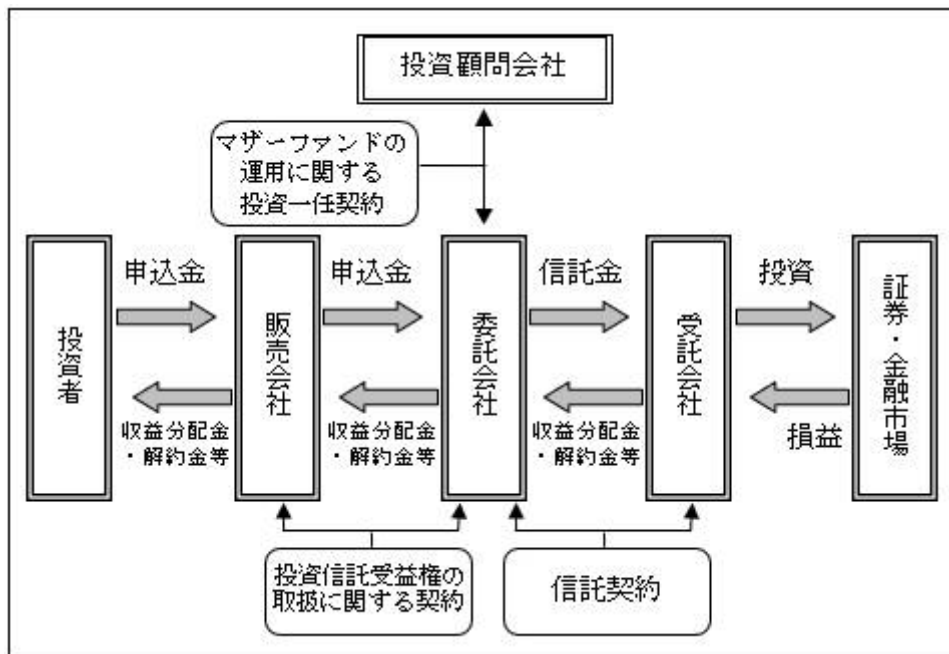 投資顧問会社
マザーファンドの
運用に関する
投資一任契約
申込金
申込金
信託金
投資
投資者
販売会社
委託会社
受託会社
証券・金融市場
収益分配金
・解約金等
収益分配金
・解約金等
収益分配金
・解約金等
損益
投資信託受益権の
取扱に関する契約
信託契約